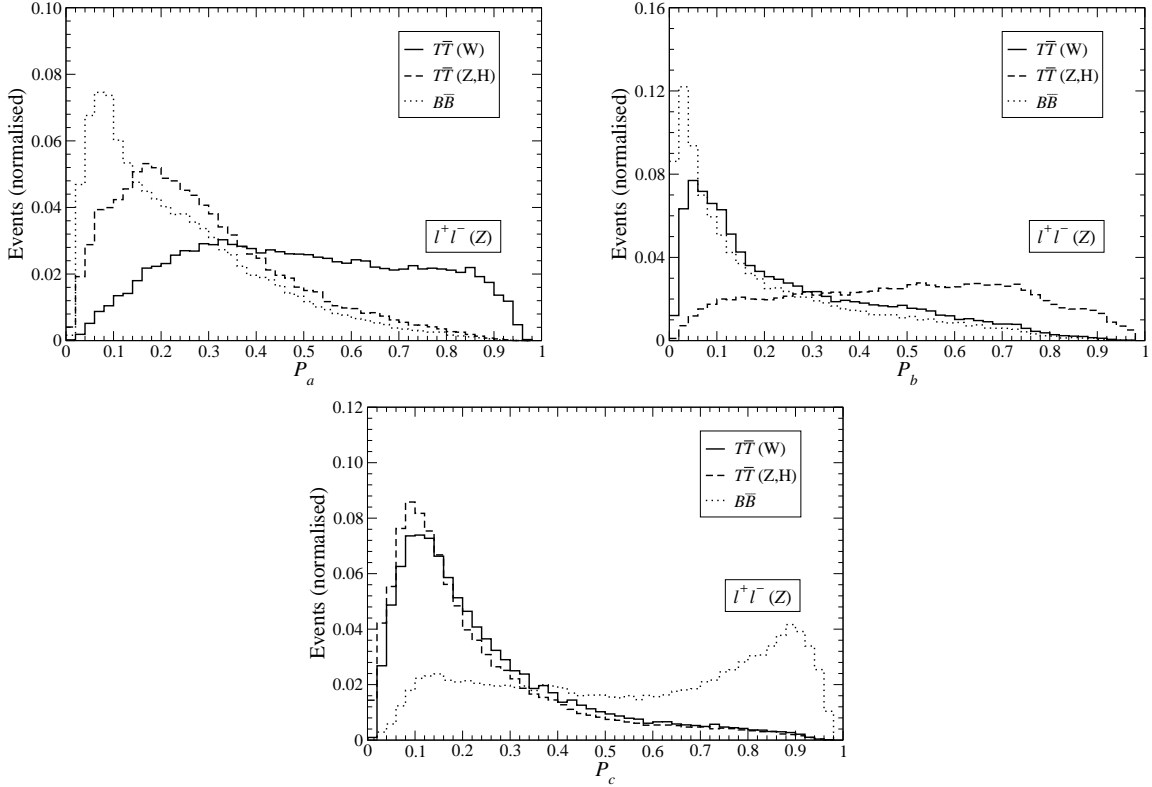 Events (normalised)
0.10
0.08
0.06
0.04
0.02
0
0 0.1 0.2 0.3 0.4 0.5 0.6 0.7 0.8 0.9 1
P_a
TT̅ (W)
TT̅ (Z,H)
BB̅
l⁺ l⁻ (Z)
Events (normalised)
0.16
0.12
0.08
0.04
0
0 0.1 0.2 0.3 0.4 0.5 0.6 0.7 0.8 0.9 1
P_b
TT̅ (W)
TT̅ (Z,H)
BB̅
l⁺ l⁻ (Z)
Events (normalised)
0.12
0.10
0.08
0.06
0.04
0.02
0
0 0.1 0.2 0.3 0.4 0.5 0.6 0.7 0.8 0.9 1
P_c
TT̅ (W)
TT̅ (Z,H)
BB̅
l⁺ l⁻ (Z)